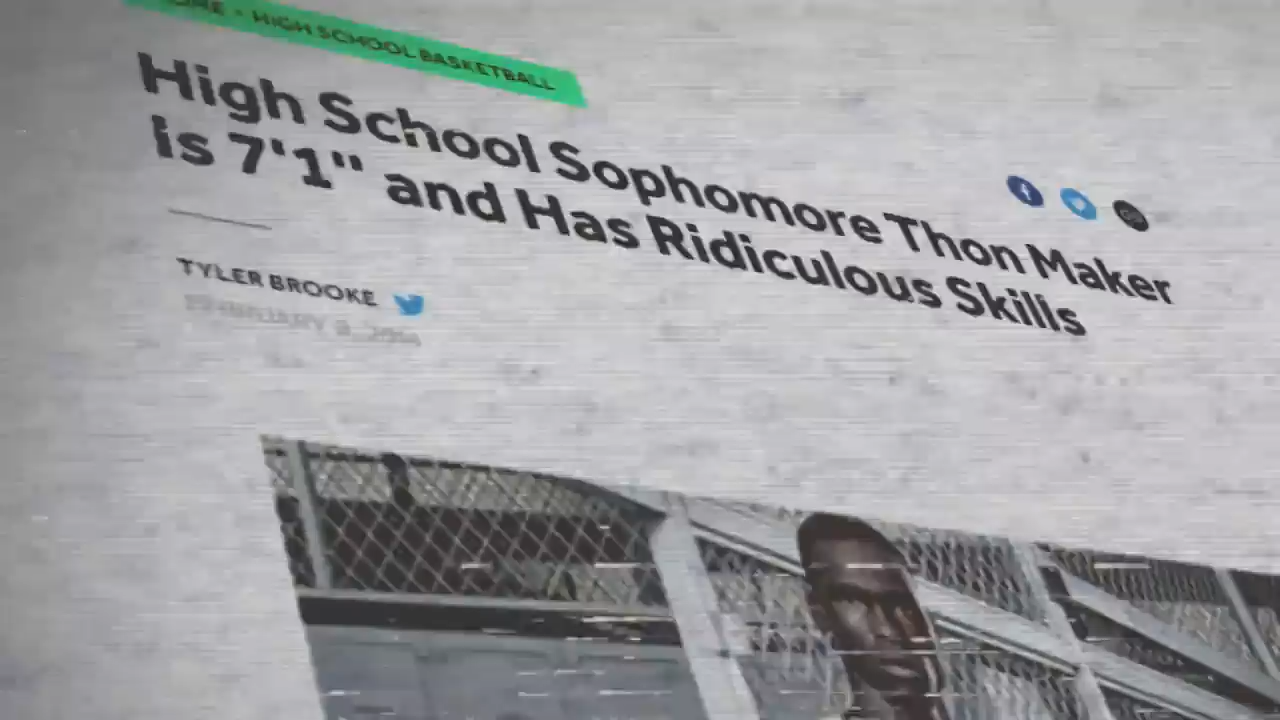 HIGH SCHOOL BASKETBALL
High School Sophomore Thon Maker
is 7'1" and Has Ridiculous Skills
TYLER BROOKE